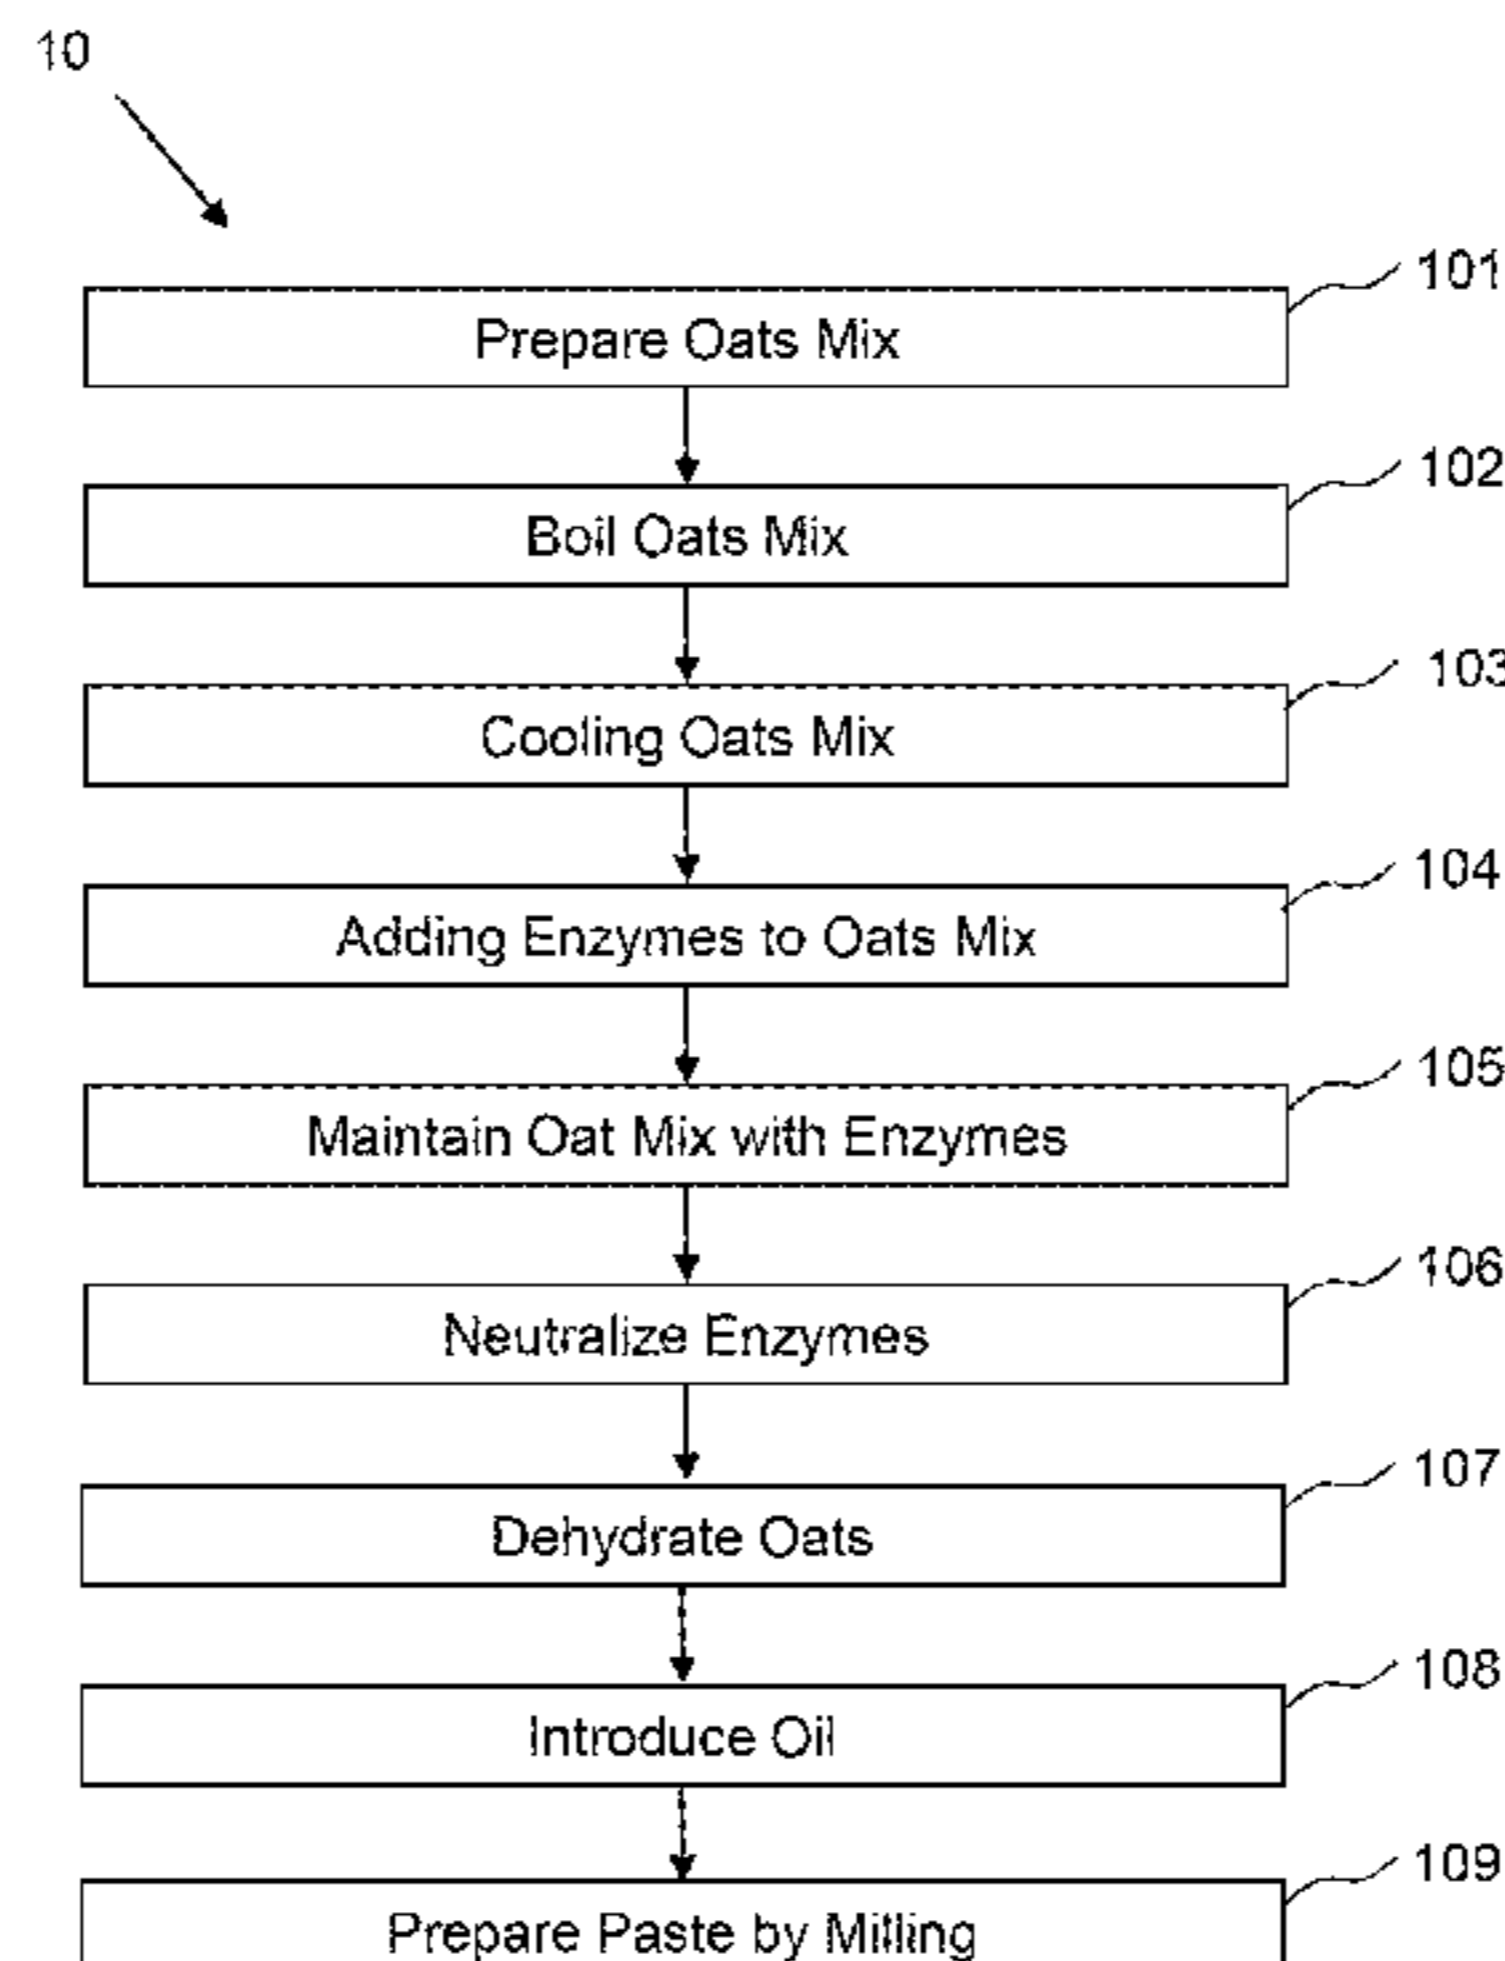 10
101
Prepare Oats Mix
102
Boil Oats Mix
103
Cooling Oats Mix
104
Adding Enzymes to Oats Mix
105
Maintain Oat Mix with Enzymes
106
Neutralize Enzymes
107
Dehydrate Oats
108
Introduce Oil
109
Prepare Paste by Milling